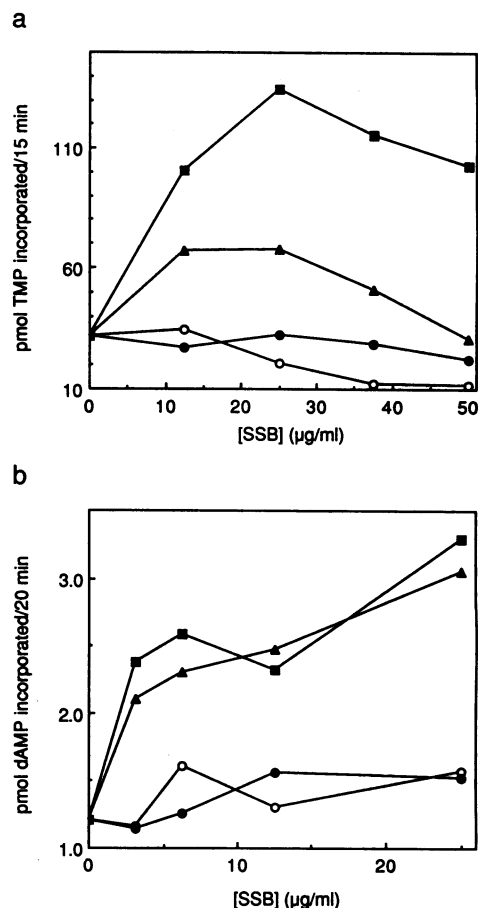 a
pmol TMP incorporated/15 min
110
60
10
0 10 20 30 40 50
[SSB] (µg/ml)
b
pmol dAMP incorporated/20 min
3.0
2.0
1.0
0 10 20
[SSB] (µg/ml)